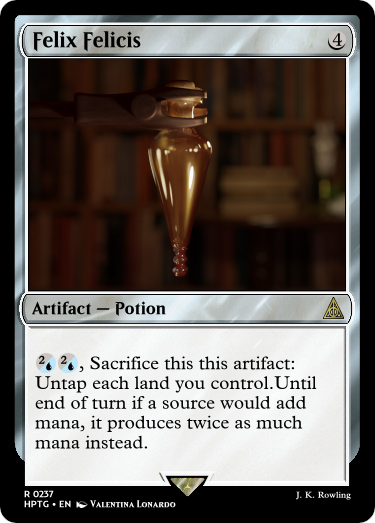 Felix Felicis 4
Artifact — Potion
2 2 , Sacrifice this this artifact:
Untap each land you control.Until
end of turn if a source would add
mana, it produces twice as much
mana instead.
R 0237
HPTG • EN Valentina Lonardo
J. K. Rowling